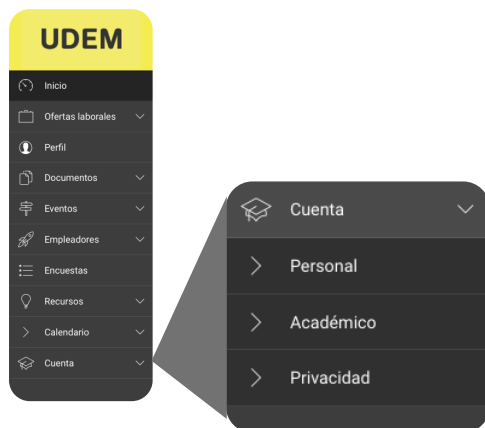 UDEM
Inicio
Ofertas laborales
Perfil
Documentos
Eventos
Empleadores
Encuestas
Recursos
Calendario
Cuenta
Cuenta
Personal
Académico
Privacidad